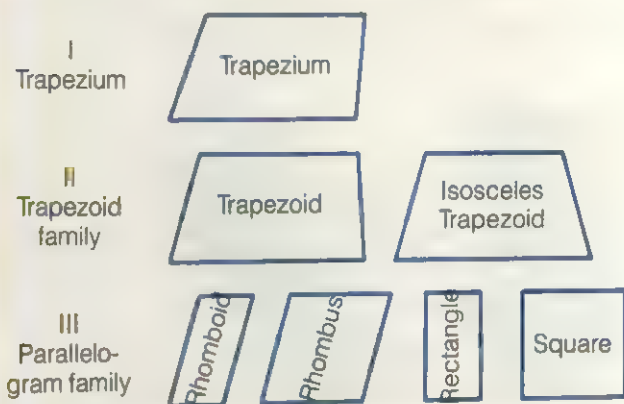 I
Trapezium
Trapezium
II
Trapezoid
family
Trapezoid
Isosceles
Trapezoid
III
Parallelo-
gram family
Rhomboid
Rhombus
Rectangle
Square